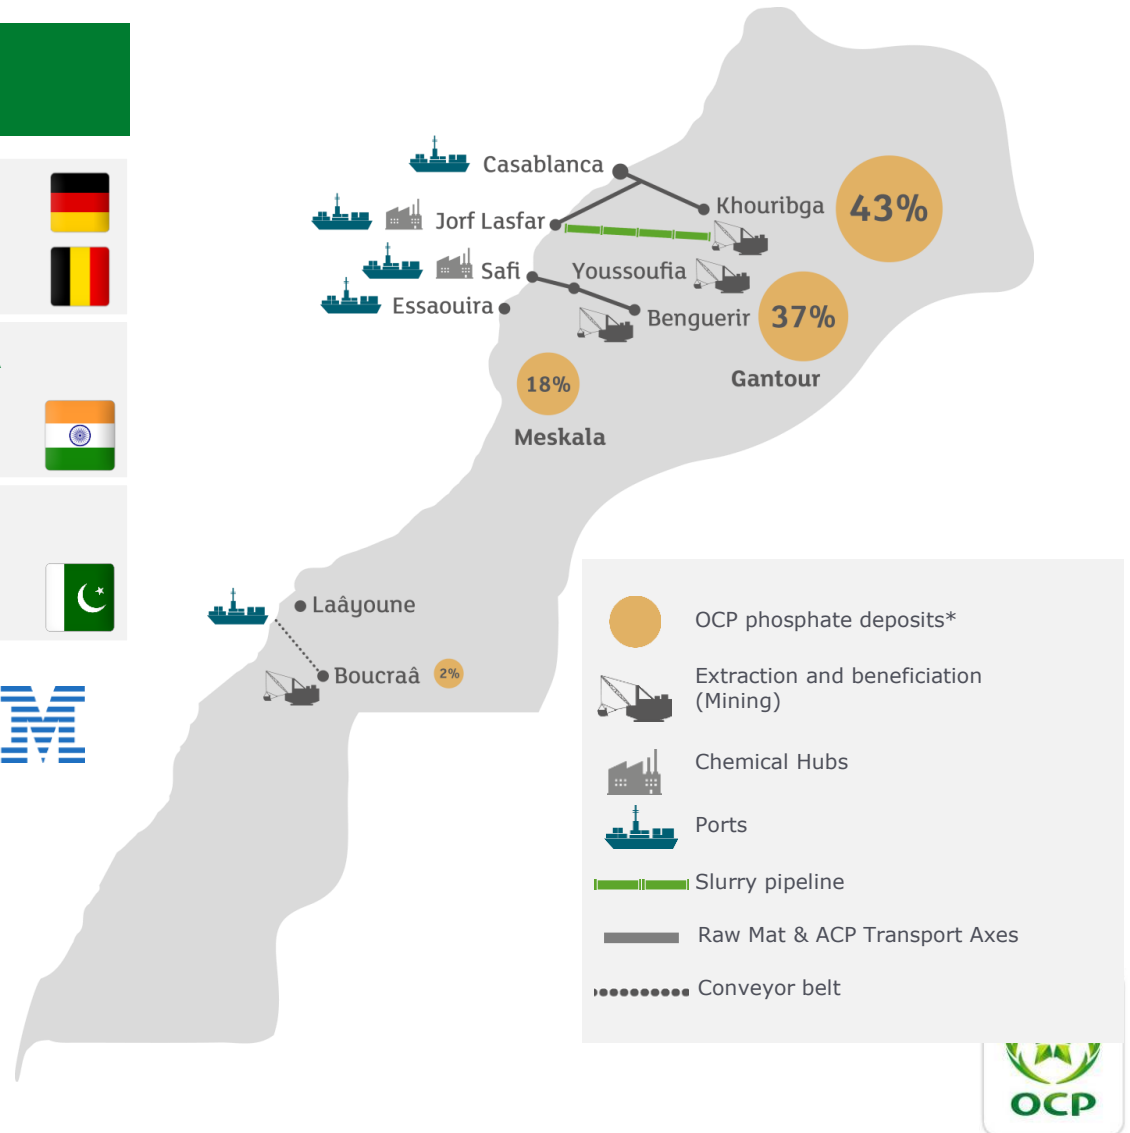 Casablanca
Khouribga
43%
Jorf Lasfar
Safi
Youssoufia
Essaouira
Benguerir
37%
Gantour
18%
Meskala
Laâyoune
Boucraâ
2%
OCP phosphate deposits*
Extraction and beneficiation
(Mining)
Chemical Hubs
Ports
Slurry pipeline
Raw Mat & ACP Transport Axes
Conveyor belt
M
OCP